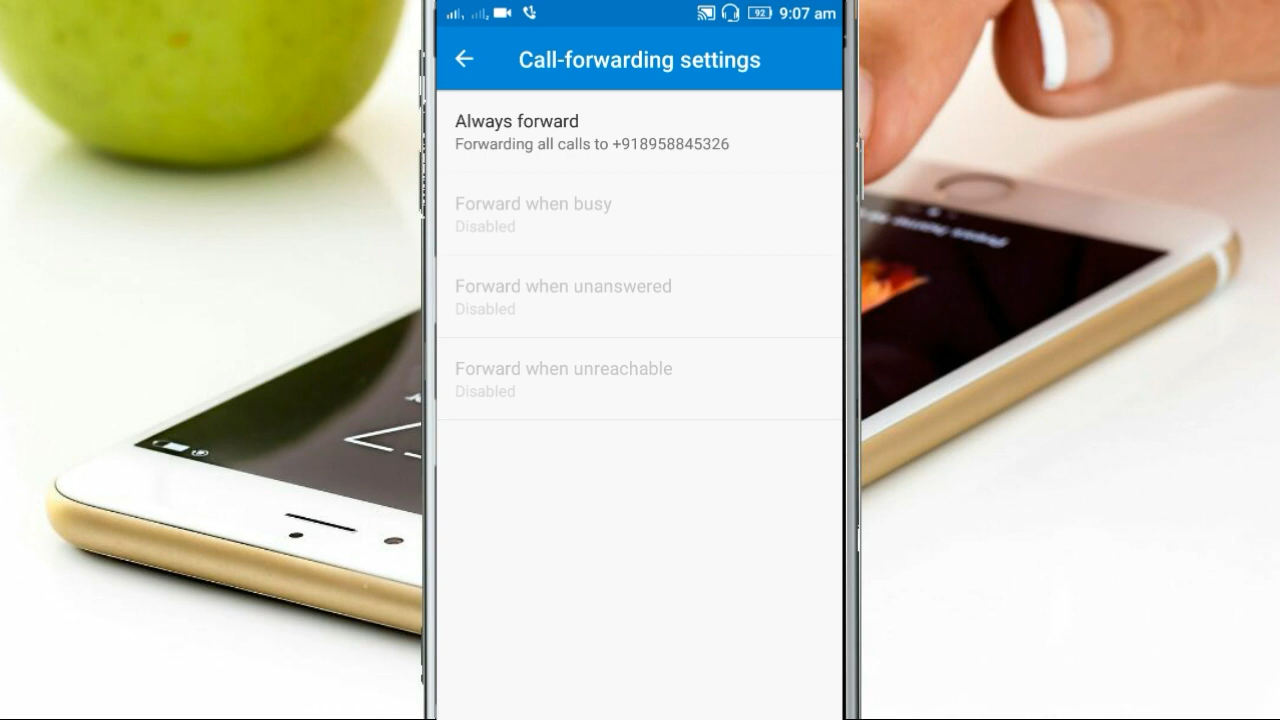 92
9:07 am
Call-forwarding settings
Always forward
Forwarding all calls to +918958845326
Forward when busy
Disabled
Forward when unanswered
Disabled
Forward when unreachable
Disabled